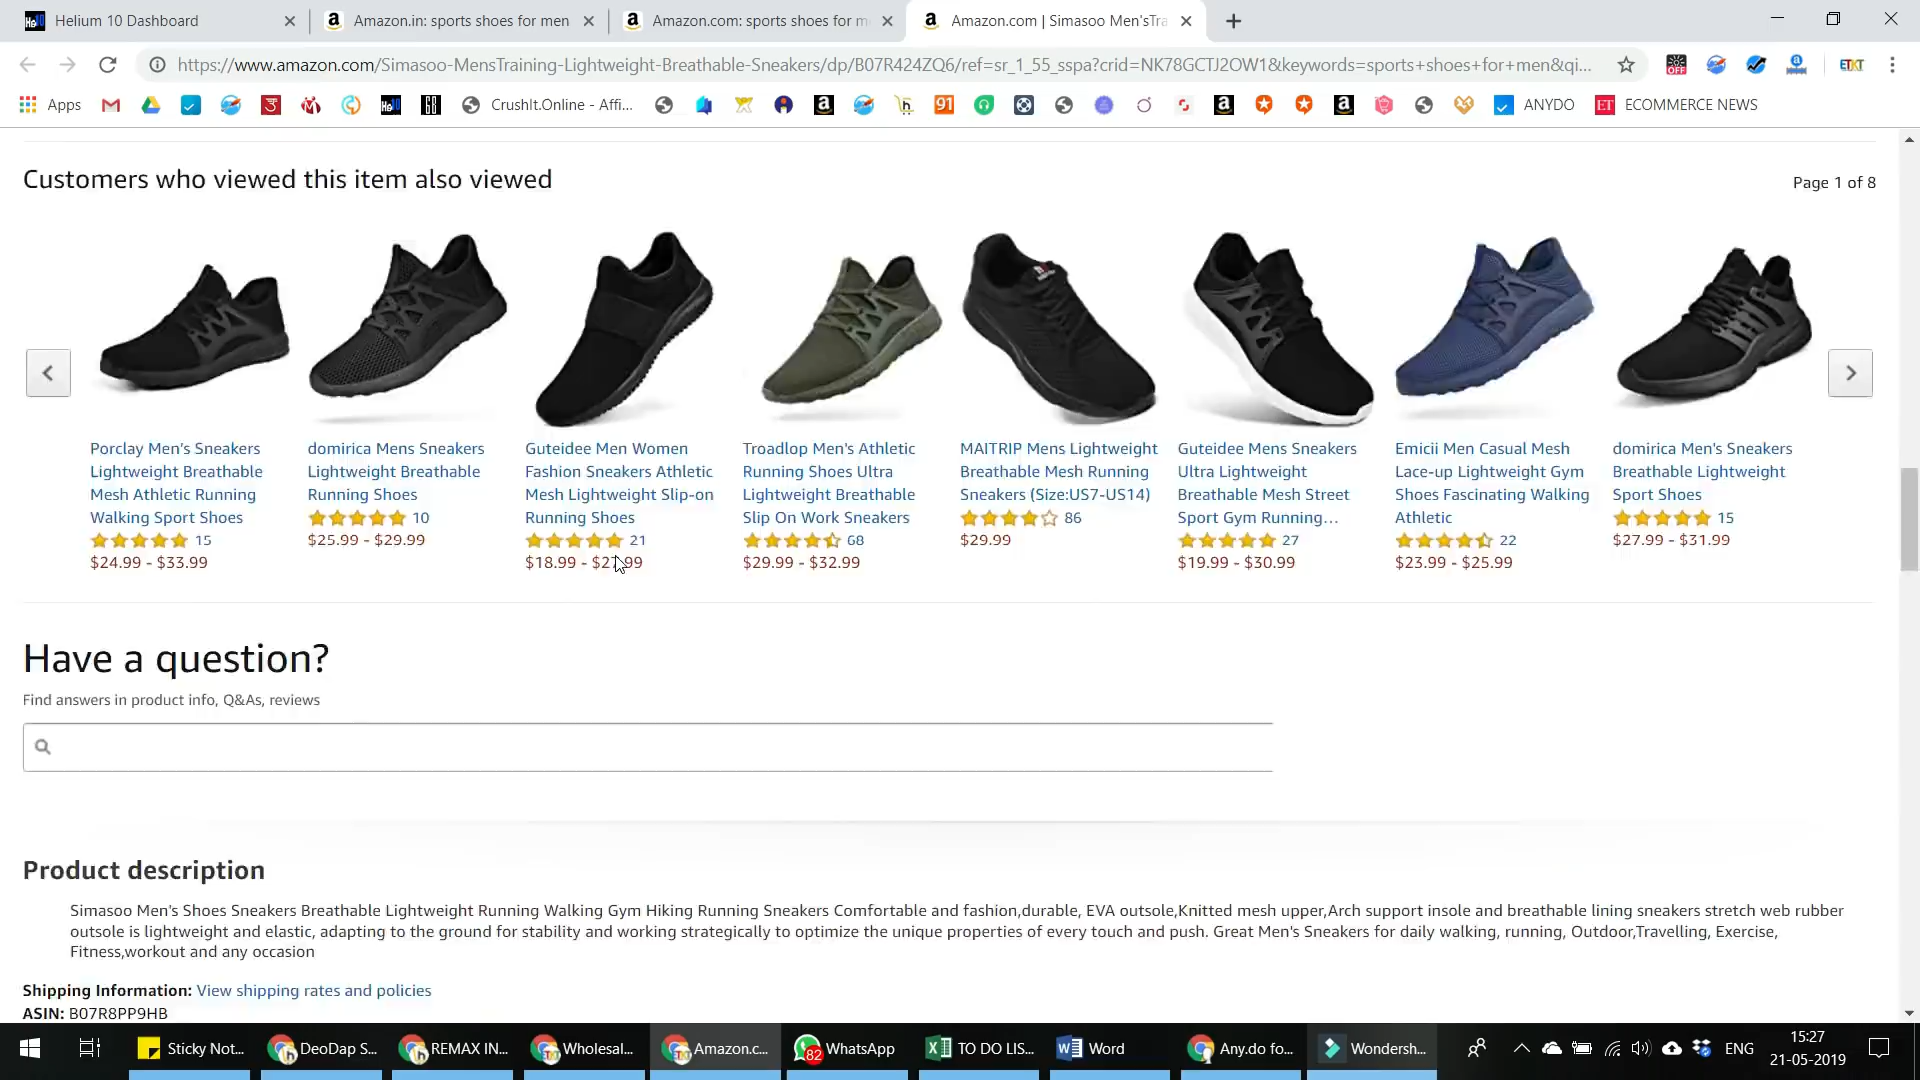 Helium 10 Dashboard
Amazon.in: sports shoes for men
Amazon.com: sports shoes for m
Amazon.com | Simasoo Men'sTra
https://www.amazon.com/Simasoo-MensTraining-Lightweight-Breathable-Sneakers/dp/B07R424ZQ6/ref=sr_1_55_sspa?crid=NK78GCTJ2OW1&keywords=sports+shoes+for+men&qi...
Apps
CrushIt.Online - Affi...
ANYDO
ECOMMERCE NEWS
Customers who viewed this item also viewed
Page 1 of 8
Porclay Men's Sneakers
Lightweight Breathable
Mesh Athletic Running
Walking Sport Shoes
15
$24.99 - $33.99
domirica Mens Sneakers
Lightweight Breathable
Running Shoes
10
$25.99 - $29.99
Guteidee Men Women
Fashion Sneakers Athletic
Mesh Lightweight Slip-on
Running Shoes
21
$18.99 - $27.99
Troadlop Men's Athletic
Running Shoes Ultra
Lightweight Breathable
Slip On Work Sneakers
68
$29.99 - $32.99
MAITRIP Mens Lightweight
Breathable Mesh Running
Sneakers (Size:US7-US14)
86
$29.99
Guteidee Mens Sneakers
Ultra Lightweight
Breathable Mesh Street
Sport Gym Running...
27
$19.99 - $30.99
Emicii Men Casual Mesh
Lace-up Lightweight Gym
Shoes Fascinating Walking
Athletic
22
$23.99 - $25.99
domirica Men's Sneakers
Breathable Lightweight
Sport Shoes
15
$27.99 - $31.99
Have a question?
Find answers in product info, Q&As, reviews
Product description
Simasoo Men's Shoes Sneakers Breathable Lightweight Running Walking Gym Hiking Running Sneakers Comfortable and fashion,durable, EVA outsole,Knitted mesh upper,Arch support insole and breathable lining sneakers stretch web rubber
outsole is lightweight and elastic, adapting to the ground for stability and working strategically to optimize the unique properties of every touch and push. Great Men's Sneakers for daily walking, running, Outdoor,Travelling, Exercise,
Fitness,workout and any occasion
Shipping Information: View shipping rates and policies
ASIN: B07R8PP9HB
Sticky Not...
DeoDap S...
REMAX IN...
Wholesal...
Amazon.c...
82
WhatsApp
TO DO LIS...
Word
Any.do fo...
Wondersh...
ENG
15:27
21-05-2019